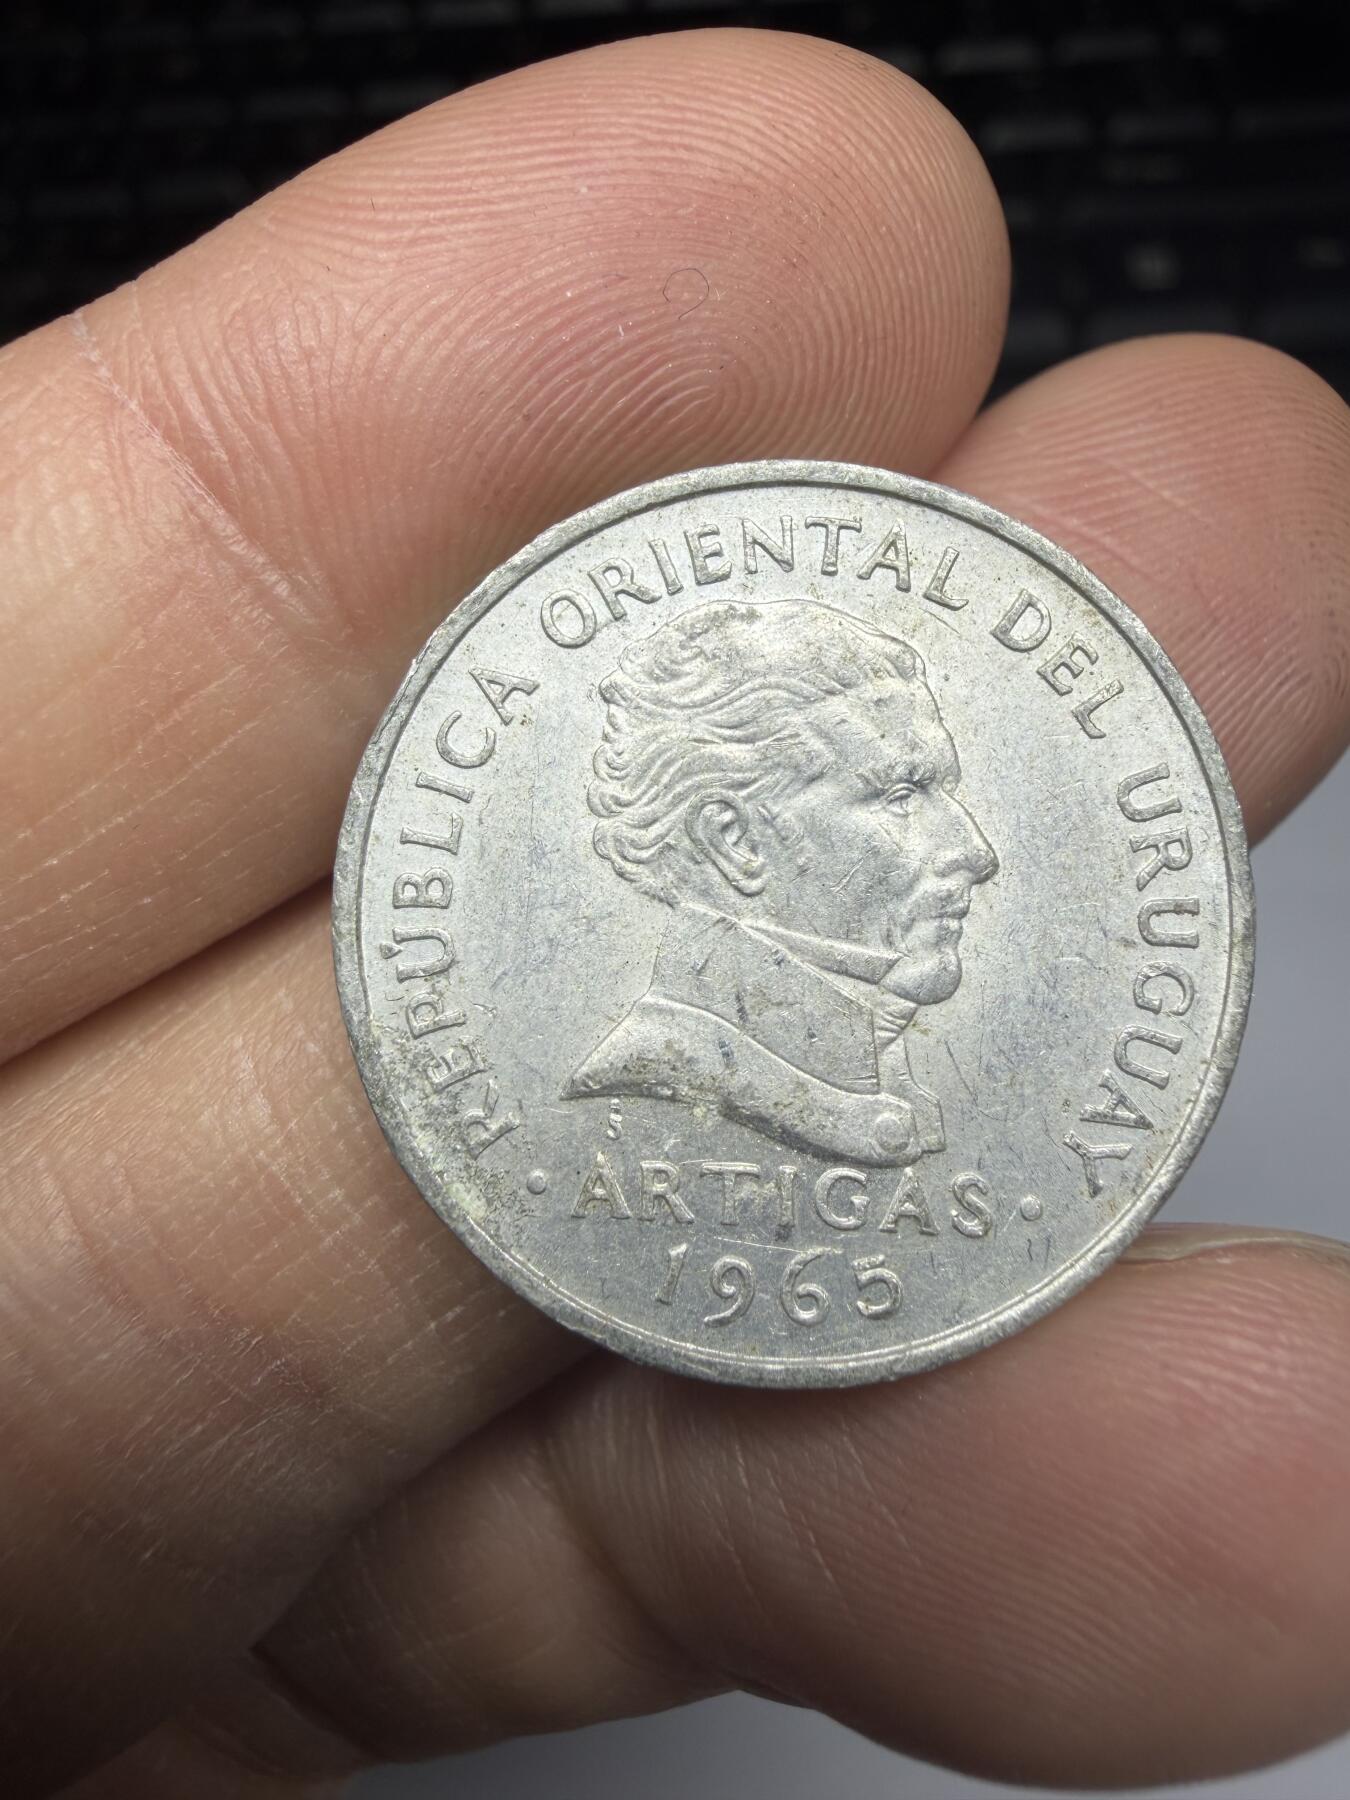 REPÚBLICA ORIENTAL DEL URUGUAY
· ARTIGAS ·
1965